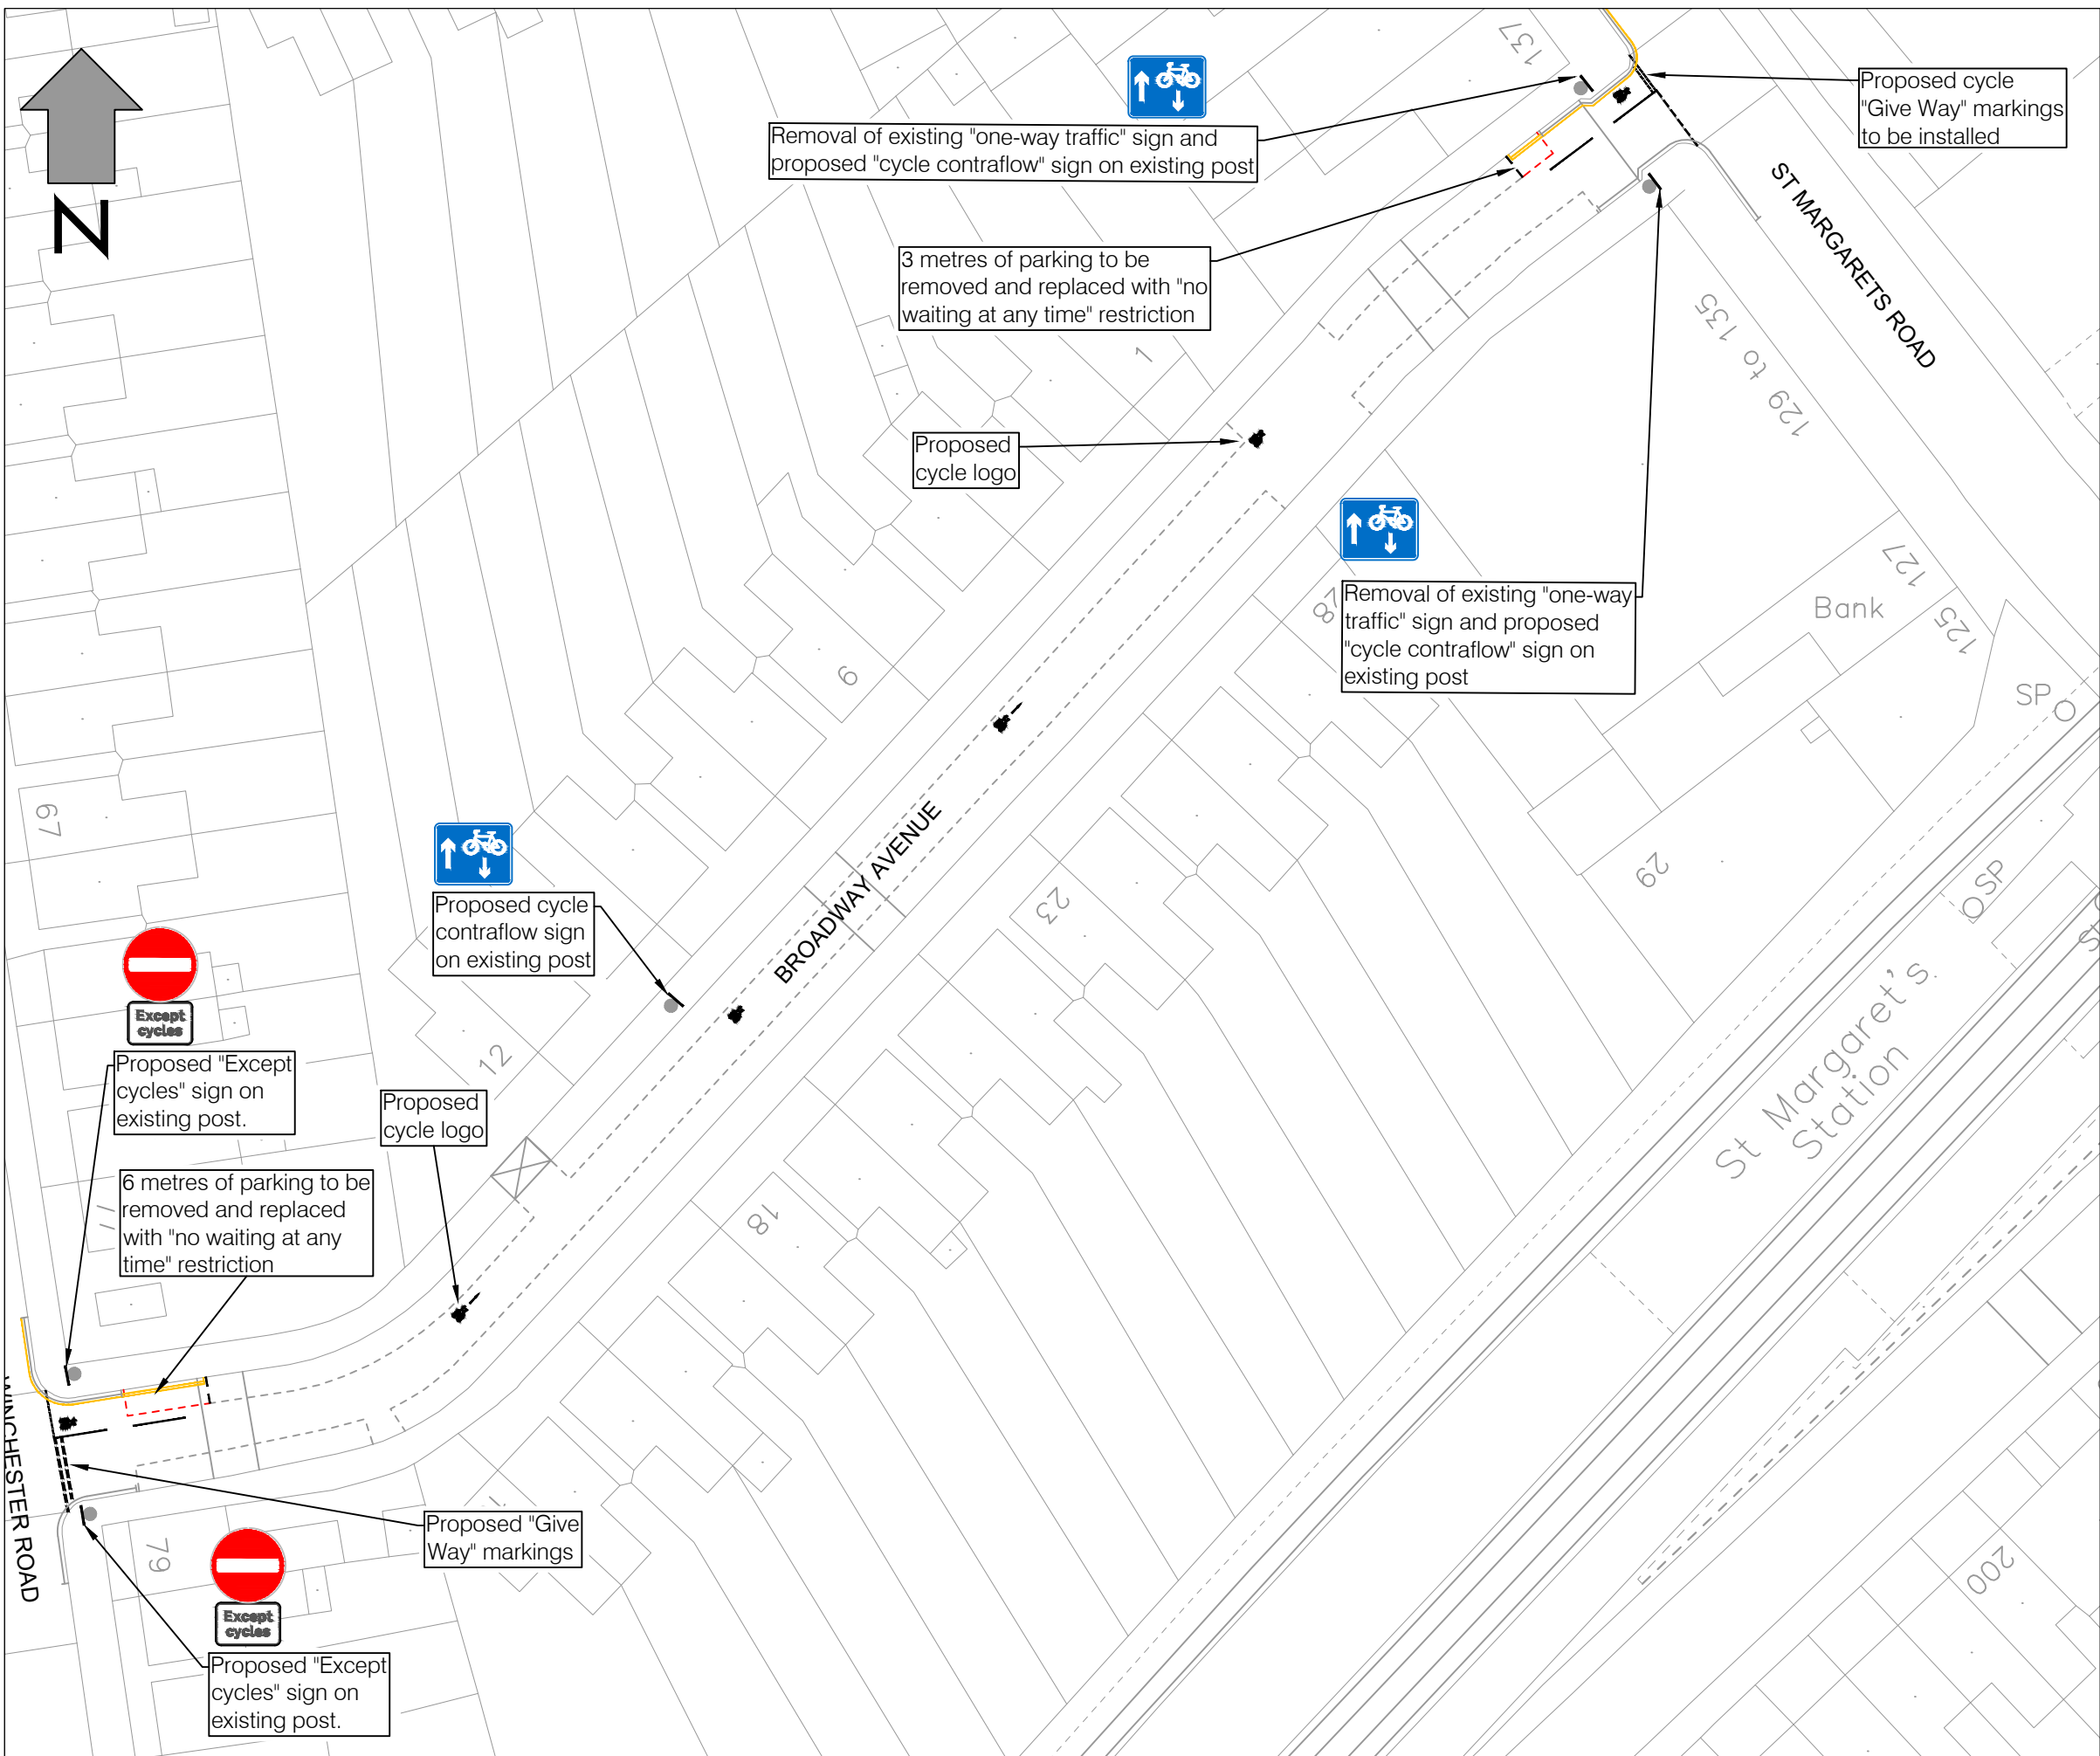 N
137
Proposed cycle
"Give Way" markings
to be installed
Removal of existing "one-way traffic" sign and
proposed "cycle contraflow" sign on existing post
3 metres of parking to be
removed and replaced with "no
waiting at any time" restriction
ST MARGARETS ROAD
129 to 135
1
Proposed
cycle logo
127
125
Bank
28
Removal of existing "one-way
traffic" sign and proposed
"cycle contraflow" sign on
existing post
SP
9
67
BROADWAY AVENUE
23
29
SP
Proposed cycle
contraflow sign
on existing post
St Margaret's
Station
Except
cycles
Proposed "Except
cycles" sign on
existing post.
12
Proposed
cycle logo
6 metres of parking to be
removed and replaced
with "no waiting at any
time" restriction
18
WINCHESTER ROAD
Proposed "Give
Way" markings
79
200
Except
cycles
Proposed "Except
cycles" sign on
existing post.